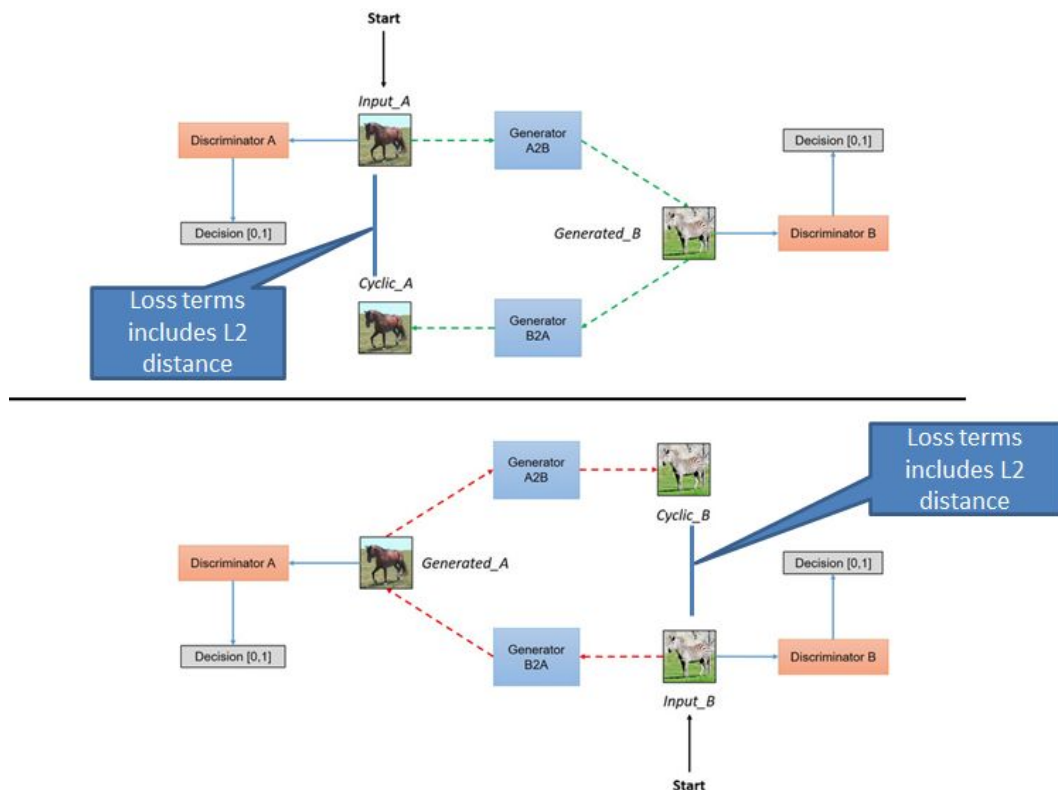 Start
Input_A
Discriminator A
Generator
A2B
Decision [0,1]
Decision [0,1]
Generated_B
Discriminator B
Cyclic_A
Loss terms
includes L2
distance
Generator
B2A
Loss terms
includes L2
distance
Generator
A2B
Cyclic_B
Discriminator A
Generated_A
Decision [0,1]
Decision [0,1]
Generator
B2A
Discriminator B
Input_B
Start